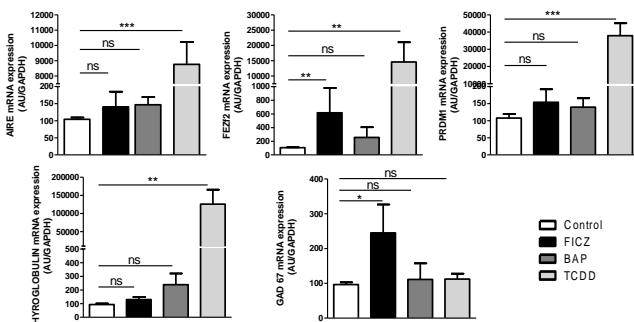 AIRE mRNA expression
(AU/GAPDH)
12000
11000
10000
9000
8000
200
150
100
50
0
***
ns
ns
FEZf2 mRNA expression
(AU/GAPDH)
30000
25000
20000
15000
10000
1000
800
600
400
200
0
**
ns
**
PRDM1 mRNA expression
(AU/GAPDH)
50000
40000
30000
20000
10000
200
150
100
50
0
***
ns
ns
HYROGLOBULIN mRNA expression
(AU/GAPDH)
200000
150000
100000
50000
500
400
300
200
100
0
**
ns
ns
GAD 67 mRNA expression
(AU/GAPDH)
400
300
200
100
0
ns
ns
*
Control
FICZ
BAP
TCDD